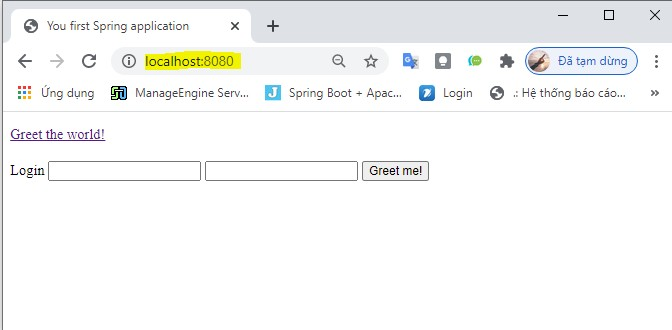 You first Spring application
localhost:8080
Đã tạm dừng
Ứng dụng ManageEngine Serv... Spring Boot + Apac... Login .: Hệ thống báo cáo... »
Greet the world!
Login Greet me!